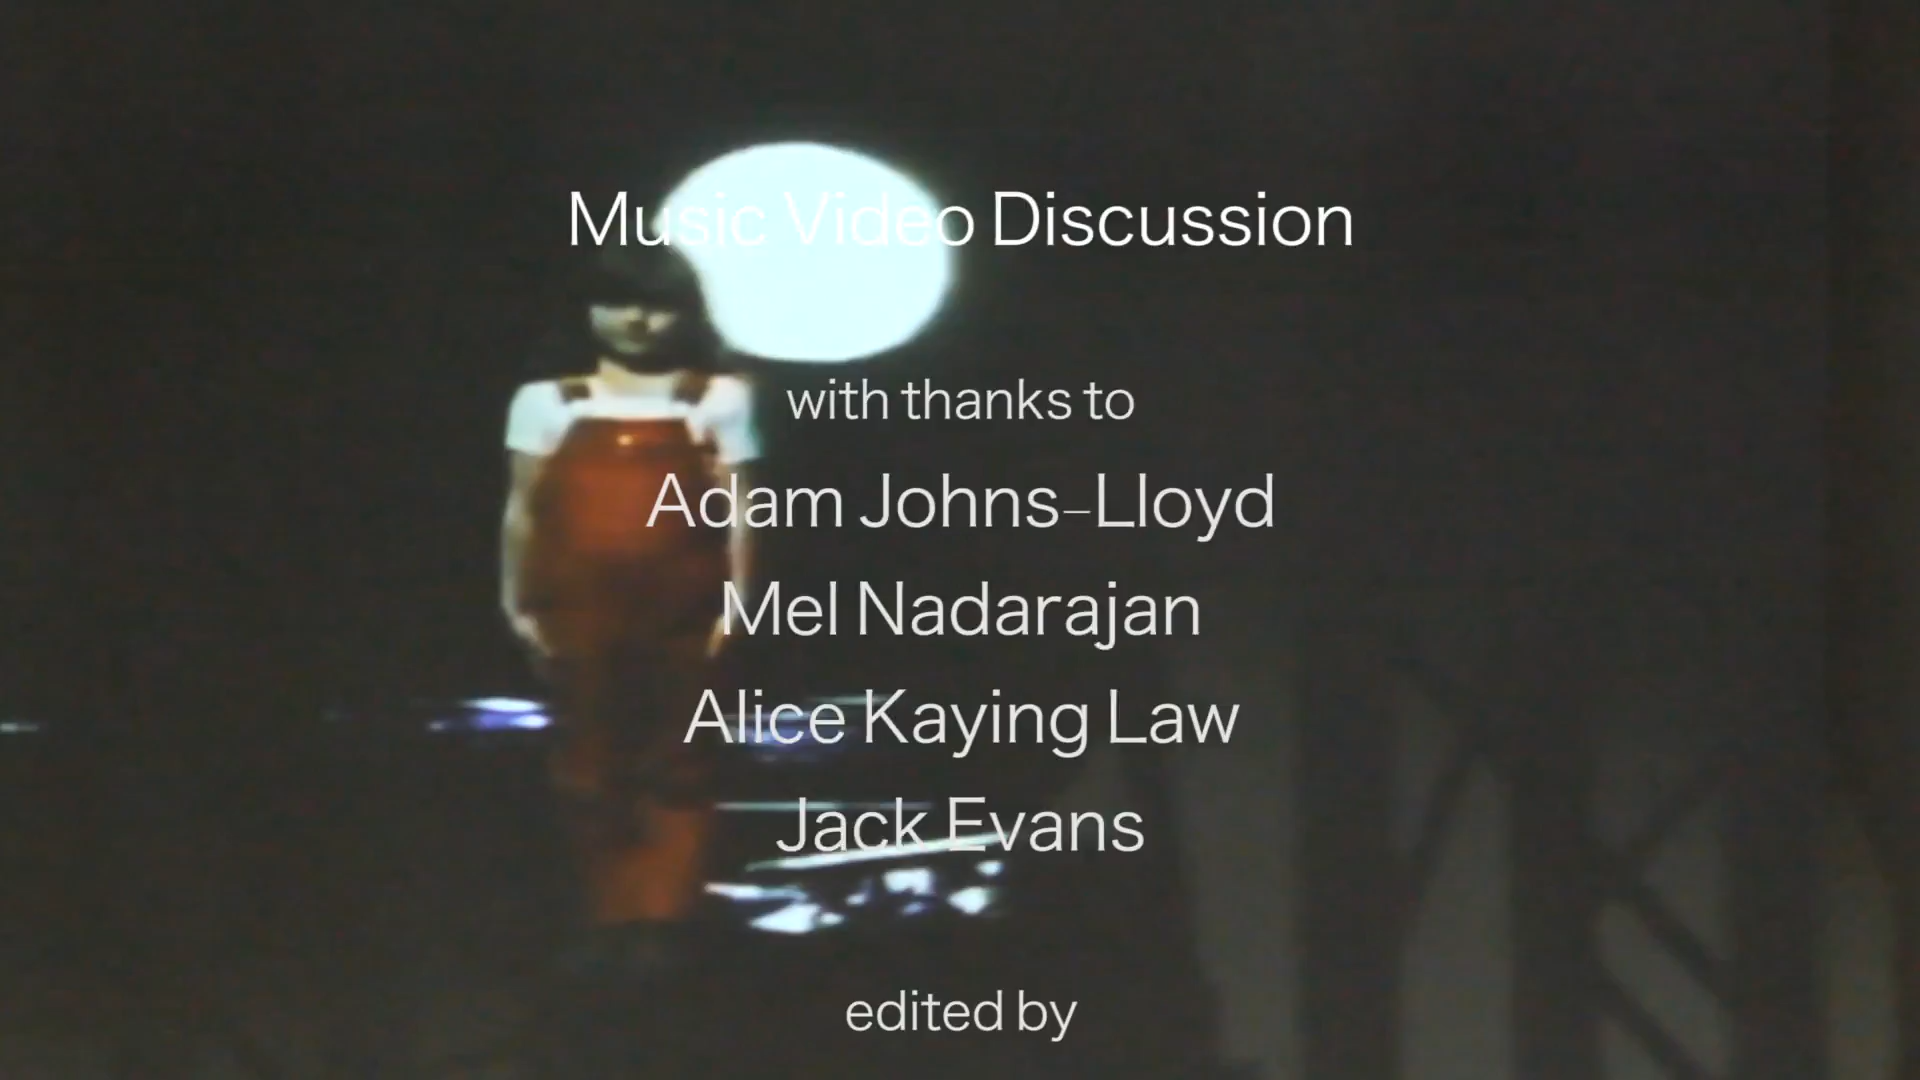 Music Video Discussion
with thanks to
Adam Johns-Lloyd
Mel Nadarajan
Alice Kaying Law
Jack Evans
edited by